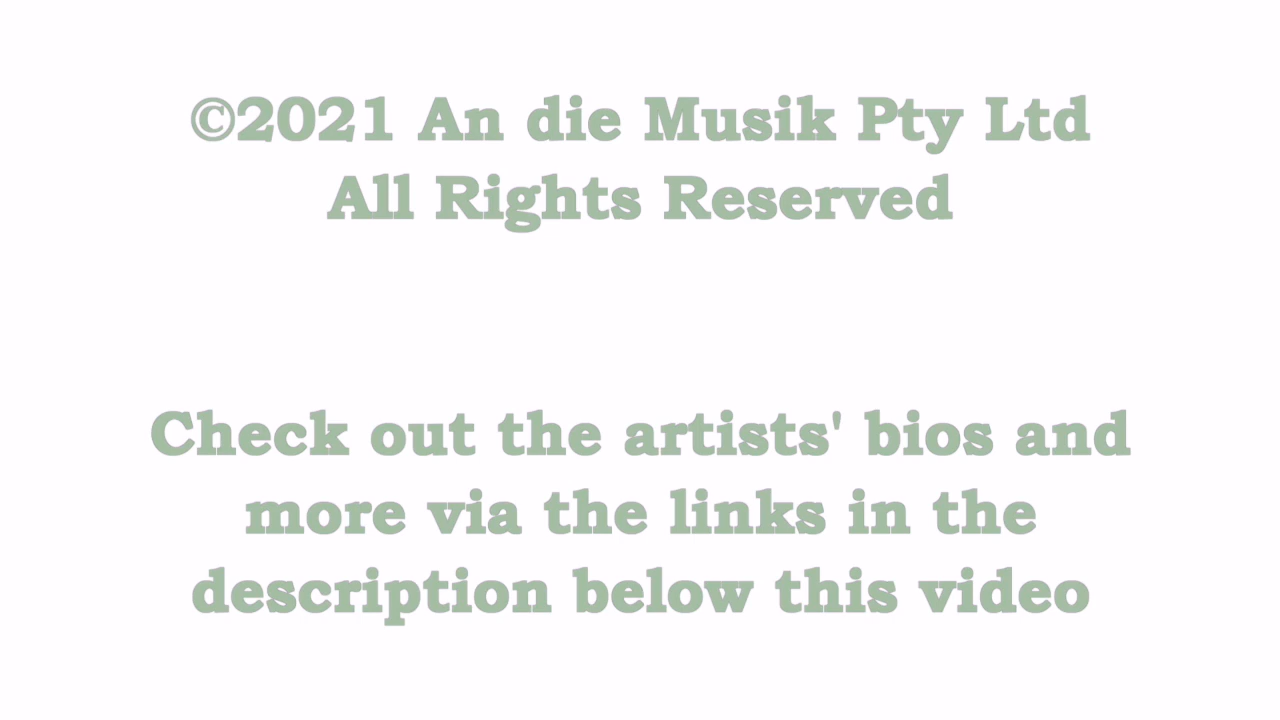 ©2021 An die Musik Pty Ltd
All Rights Reserved
Check out the artists' bios and
more via the links in the
description below this video